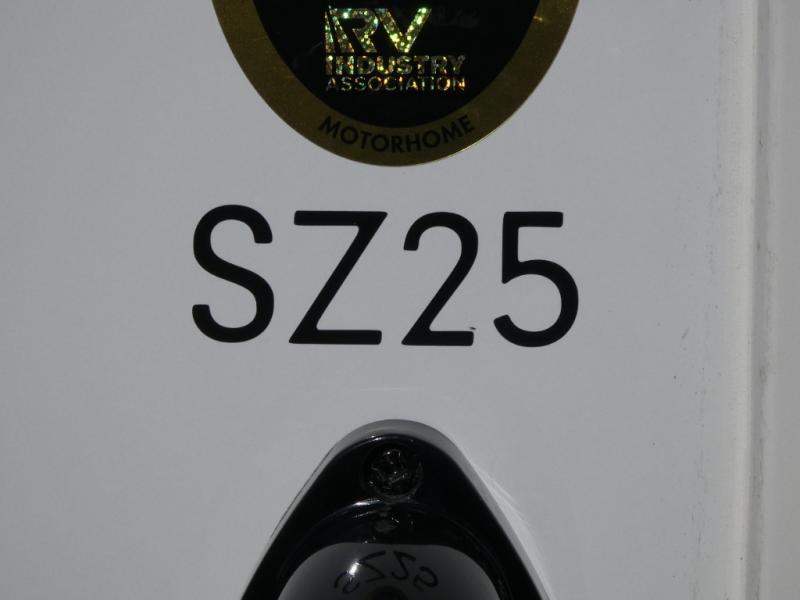 RV
INDUSTRY
ASSOCIATION
MOTORHOME
SZ25